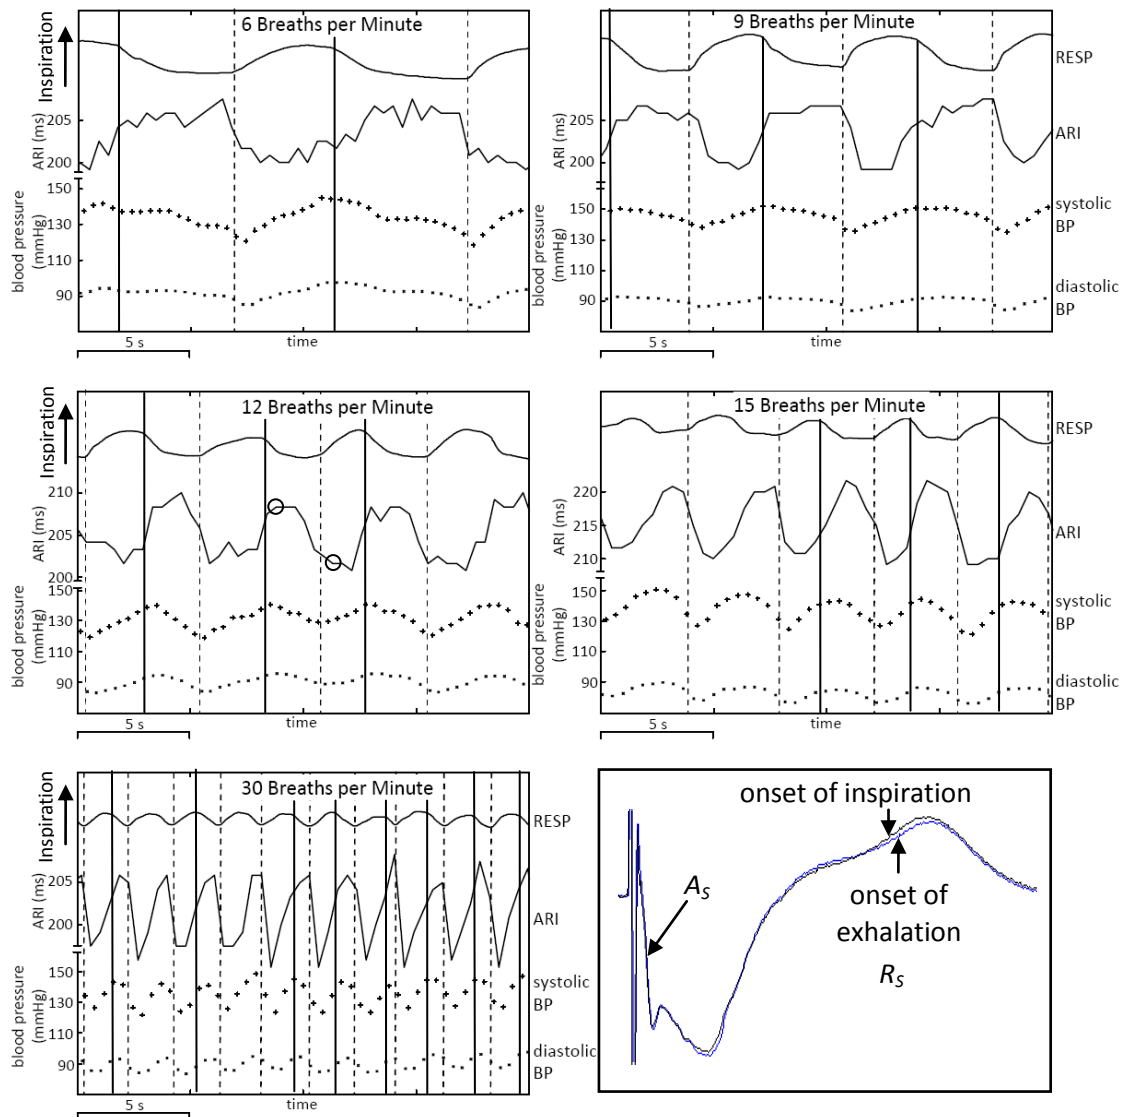 6 Breaths per Minute
Inspiration
ARI (ms)
205
200
blood pressure
(mmHg)
150
130
90
5 s
time
9 Breaths per Minute
RESP
ARI
systolic
BP
diastolic
BP
ARI (ms)
205
200
blood pressure
(mmHg)
150
130
110
90
5 s
time
12 Breaths per Minute
Inspiration
ARI (ms)
210
205
200
blood pressure
(mmHg)
150
130
90
5 s
time
15 Breaths per Minute
RESP
ARI
systolic
BP
diastolic
BP
ARI (ms)
220
215
210
blood pressure
(mmHg)
150
130
90
5 s
time
30 Breaths per Minute
Inspiration
RESP
ARI
systolic
BP
diastolic
BP
ARI (ms)
205
200
blood pressure
(mmHg)
150
130
110
90
5 s
time
onset of inspiration
A_S
onset of
exhalation
R_S